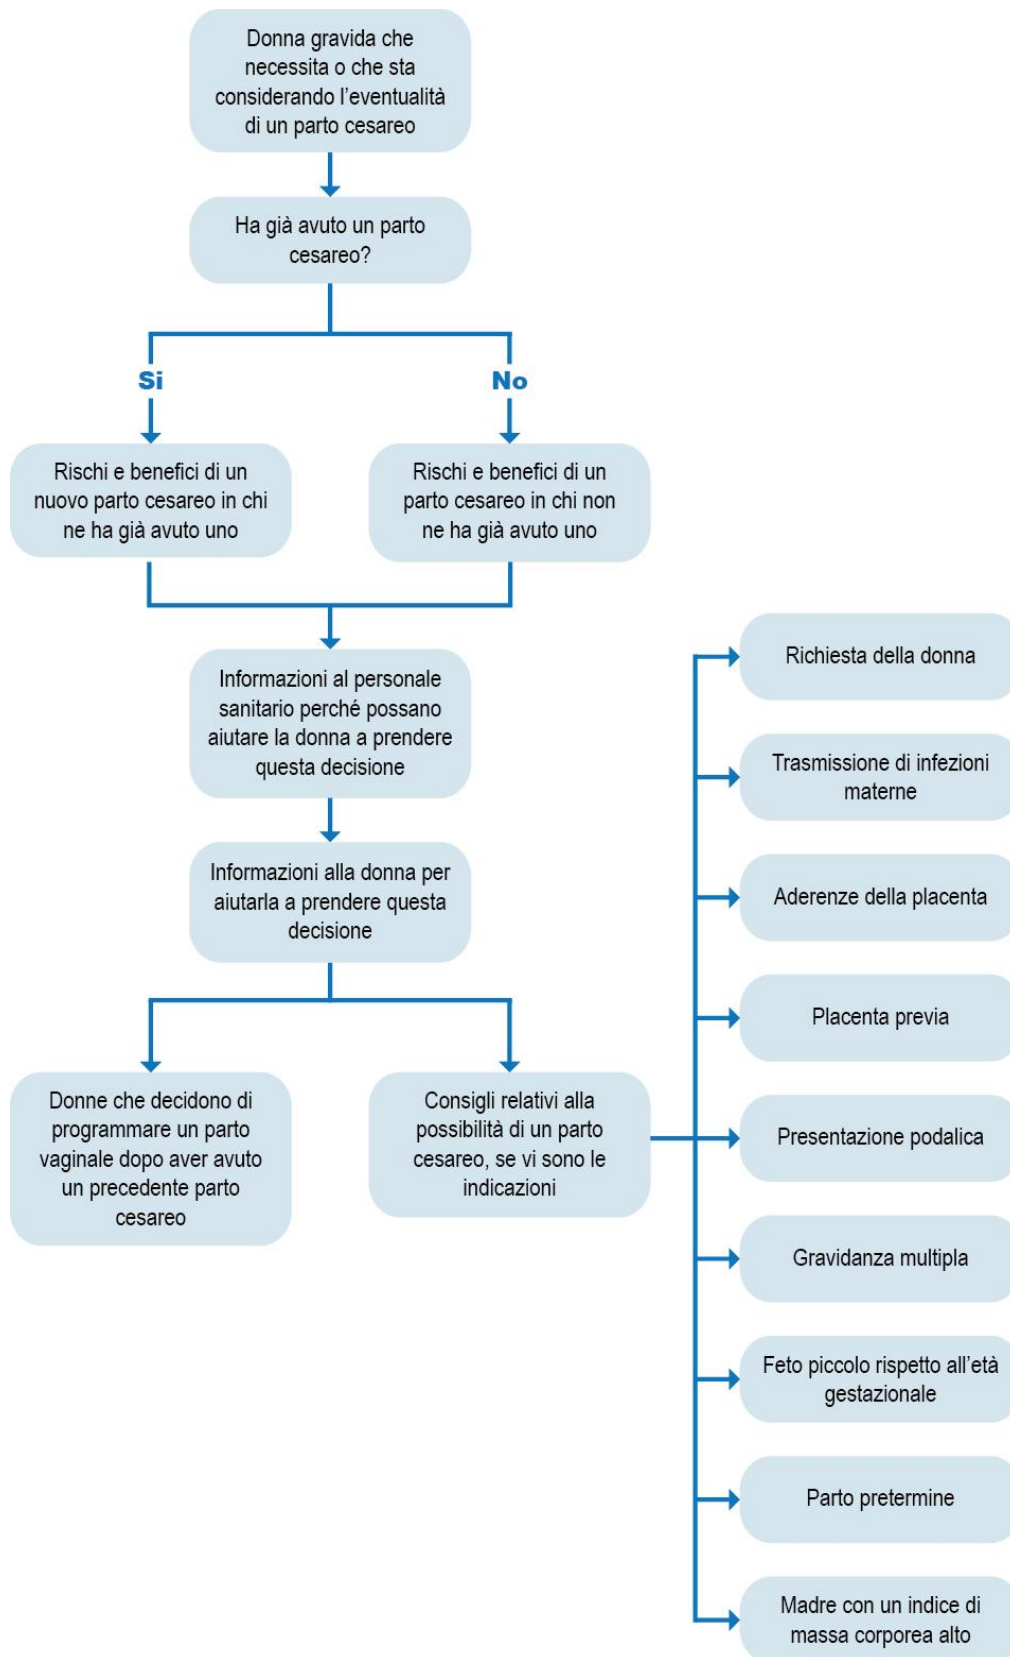 Donna gravida che
necessita o che sta
considerando l’eventualità
di un parto cesareo
Ha già avuto un parto
cesareo?
Si
No
Rischi e benefici di un
nuovo parto cesareo in chi
ne ha già avuto uno
Rischi e benefici di un
parto cesareo in chi non
ne ha già avuto uno
Informazioni al personale
sanitario perché possano
aiutare la donna a prendere
questa decisione
Informazioni alla donna per
aiutarla a prendere questa
decisione
Donne che decidono di
programmare un parto
vaginale dopo aver avuto
un precedente parto
cesareo
Consigli relativi alla
possibilità di un parto
cesareo, se vi sono le
indicazioni
Richiesta della donna
Trasmissione di infezioni
materne
Aderenze della placenta
Placenta previa
Presentazione podalica
Gravidanza multipla
Feto piccolo rispetto all’età
gestazionale
Parto pretermine
Madre con un indice di
massa corporea alto